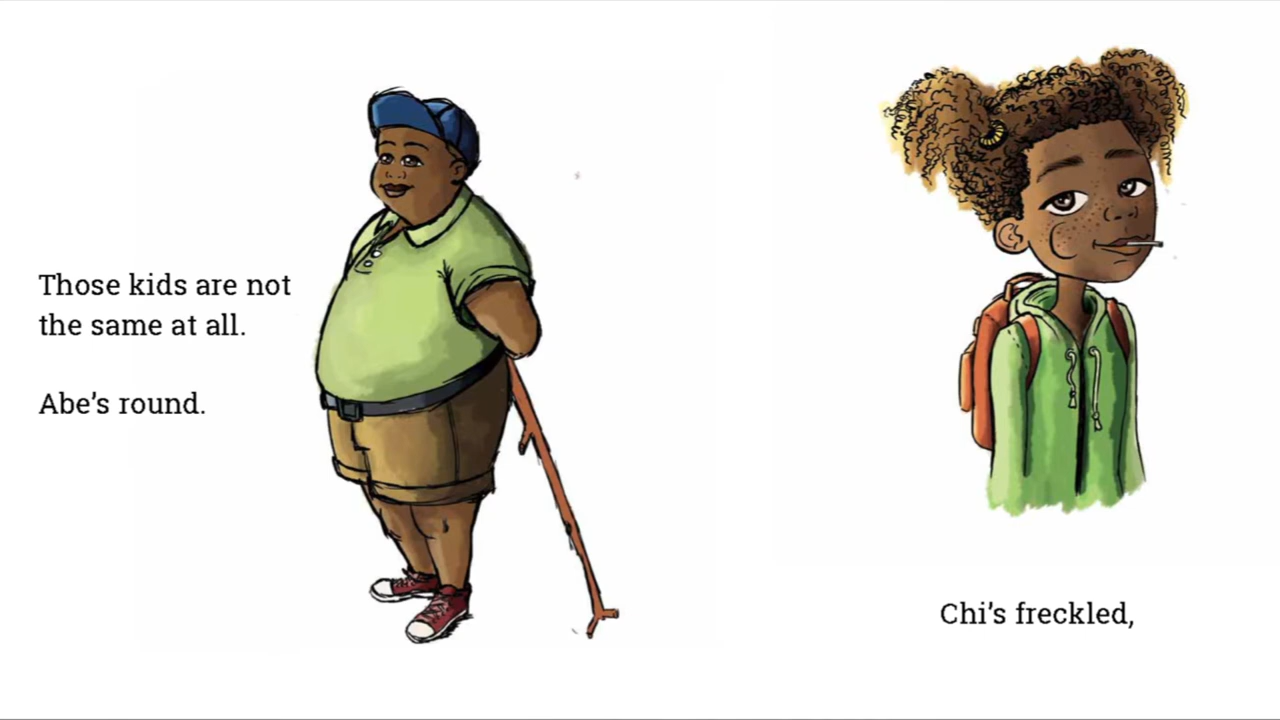 Those kids are not
the same at all.
Abe's round.
Chi's freckled,